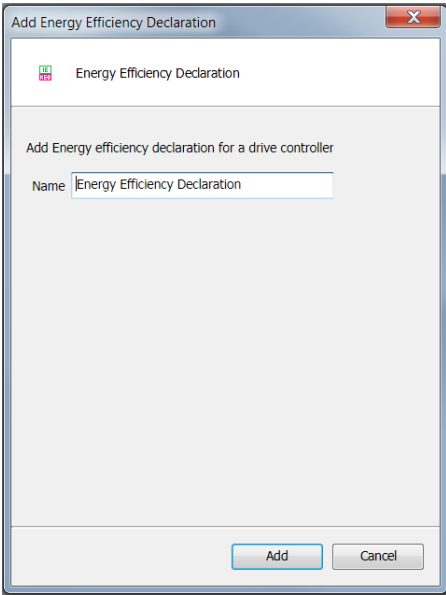 Add Energy Efficiency Declaration
IE
Energy Efficiency Declaration
Add Energy efficiency declaration for a drive controller
Name Energy Efficiency Declaration
Add Cancel